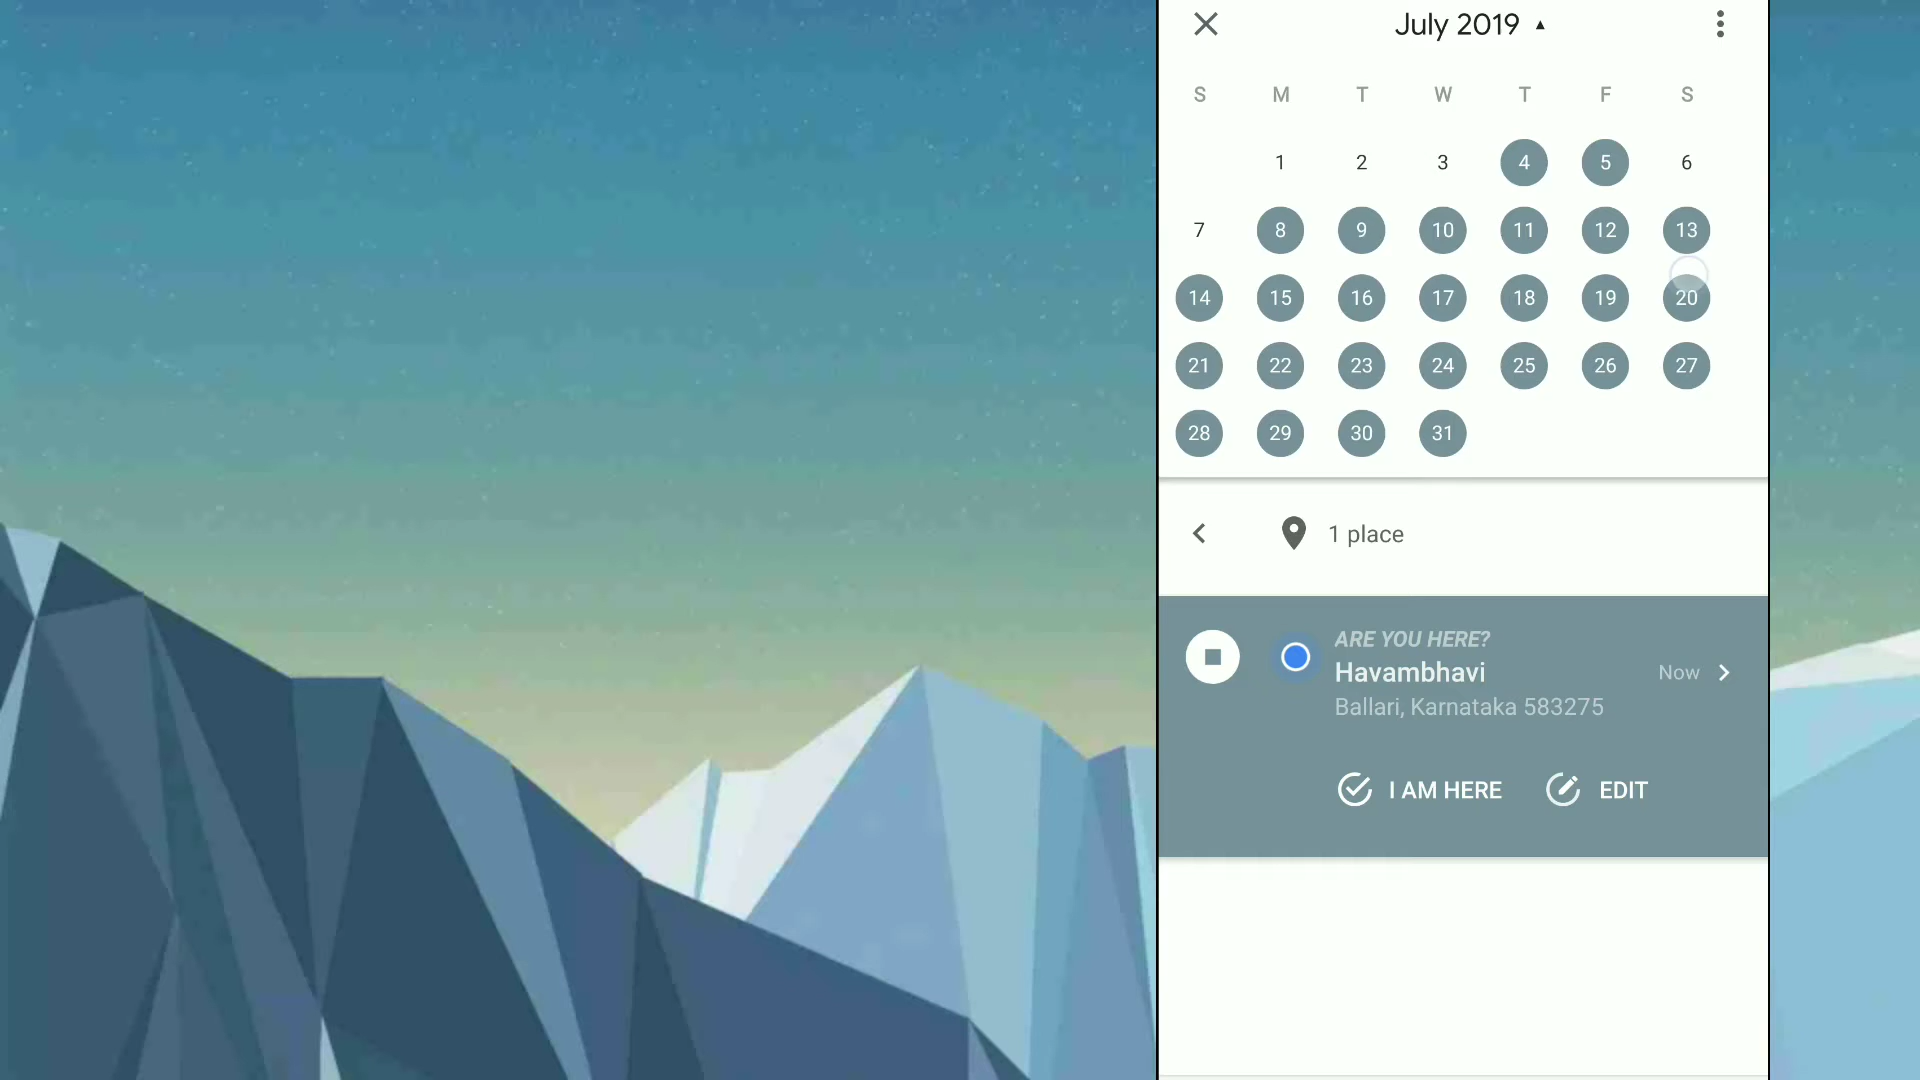 July 2019
S M T W T F S
1 2 3 4 5 6
7 8 9 10 11 12 13
14 15 16 17 18 19 20
21 22 23 24 25 26 27
28 29 30 31
1 place
ARE YOU HERE?
Havambhavi
Now
Ballari, Karnataka 583275
I AM HERE EDIT